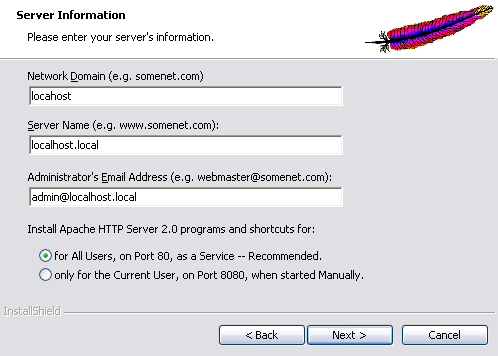 Server Information
Please enter your server's information.
Network Domain (e.g. somenet.com)
locahost
Server Name (e.g. www.somenet.com):
localhost.local
Administrator's Email Address (e.g. webmaster@somenet.com):
admin@localhost.local
Install Apache HTTP Server 2.0 programs and shortcuts for:
for All Users, on Port 80, as a Service -- Recommended.
only for the Current User, on Port 8080, when started Manually.
InstallShield
< Back Next > Cancel